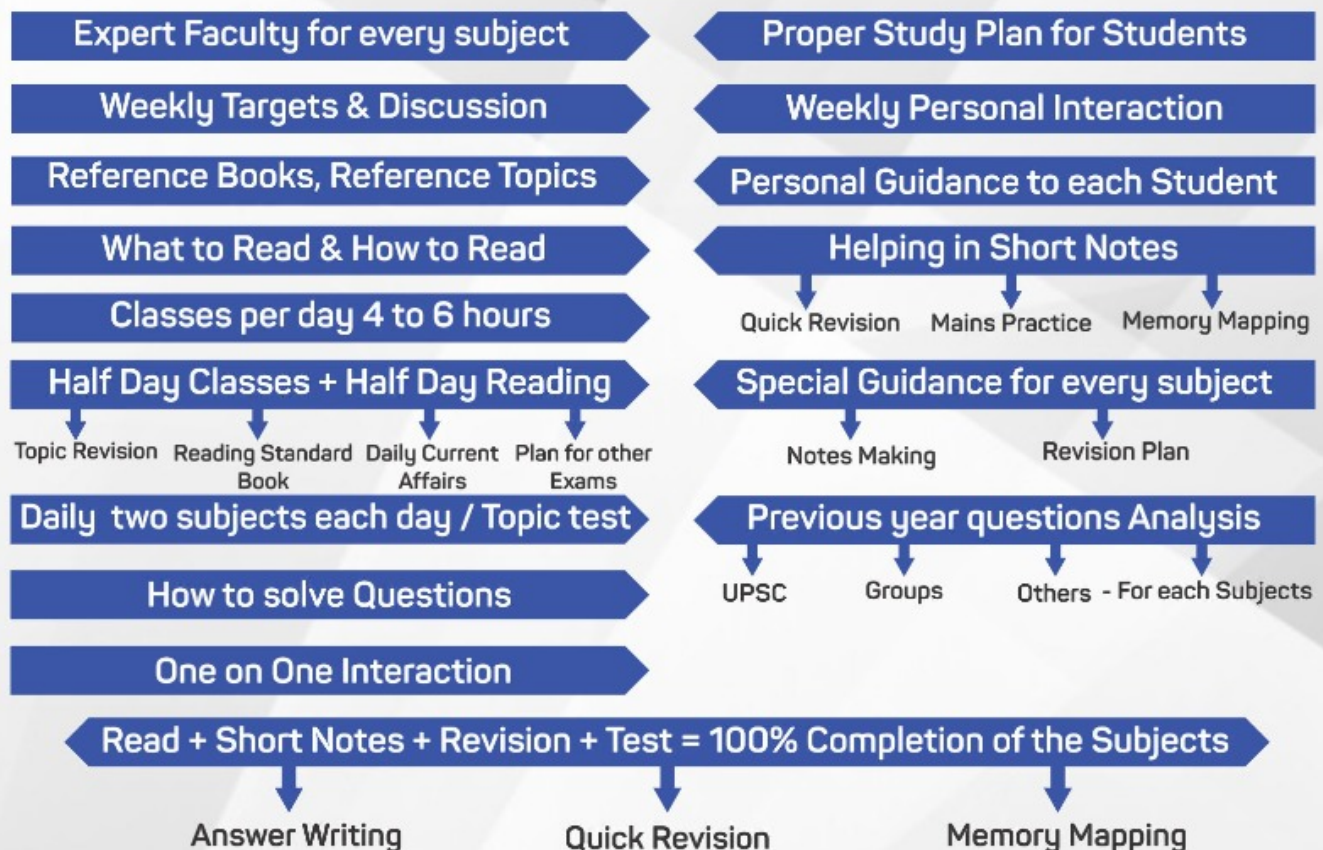 Expert Faculty for every subject
Weekly Targets & Discussion
Reference Books, Reference Topics
What to Read & How to Read
Classes per day 4 to 6 hours
Half Day Classes + Half Day Reading
Topic Revision
Reading Standard
Book
Daily Current
Affairs
Plan for other
Exams
Daily two subjects each day / Topic test
How to solve Questions
One on One Interaction
Proper Study Plan for Students
Weekly Personal Interaction
Personal Guidance to each Student
Helping in Short Notes
Quick Revision
Mains Practice
Memory Mapping
Special Guidance for every subject
Notes Making
Revision Plan
Previous year questions Analysis
UPSC
Groups
Others - For each Subjects
Read + Short Notes + Revision + Test = 100% Completion of the Subjects
Answer Writing
Quick Revision
Memory Mapping